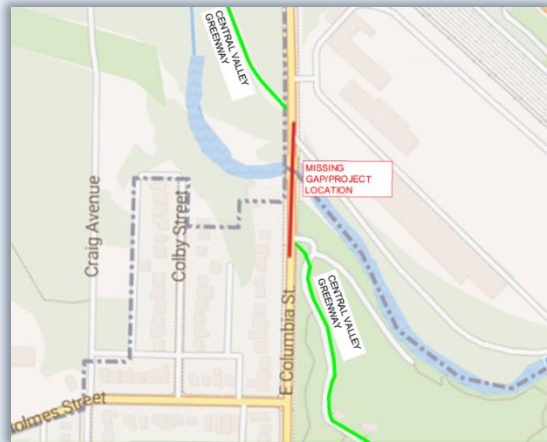 CENTRAL VALLEY
GREENWAY
MISSING
GAP/PROJECT
LOCATION
Craig Avenue
Colby Street
E Columbia St.
CENTRAL VALLEY
GREENWAY
olmes Street